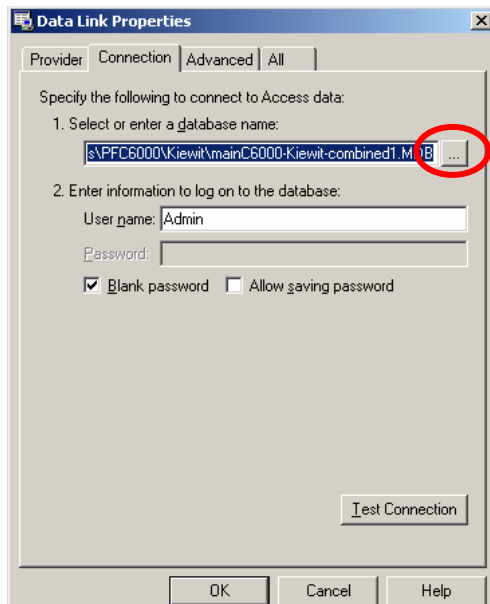 Data Link Properties
Provider Connection Advanced All
Specify the following to connect to Access data:
1. Select or enter a database name:
s\PFC6000\Kiewit\mainC6000-Kiewit-combined1.MDB ...
2. Enter information to log on to the database:
User name: Admin
Password:
Blank password Allow saving password
Test Connection
OK Cancel Help